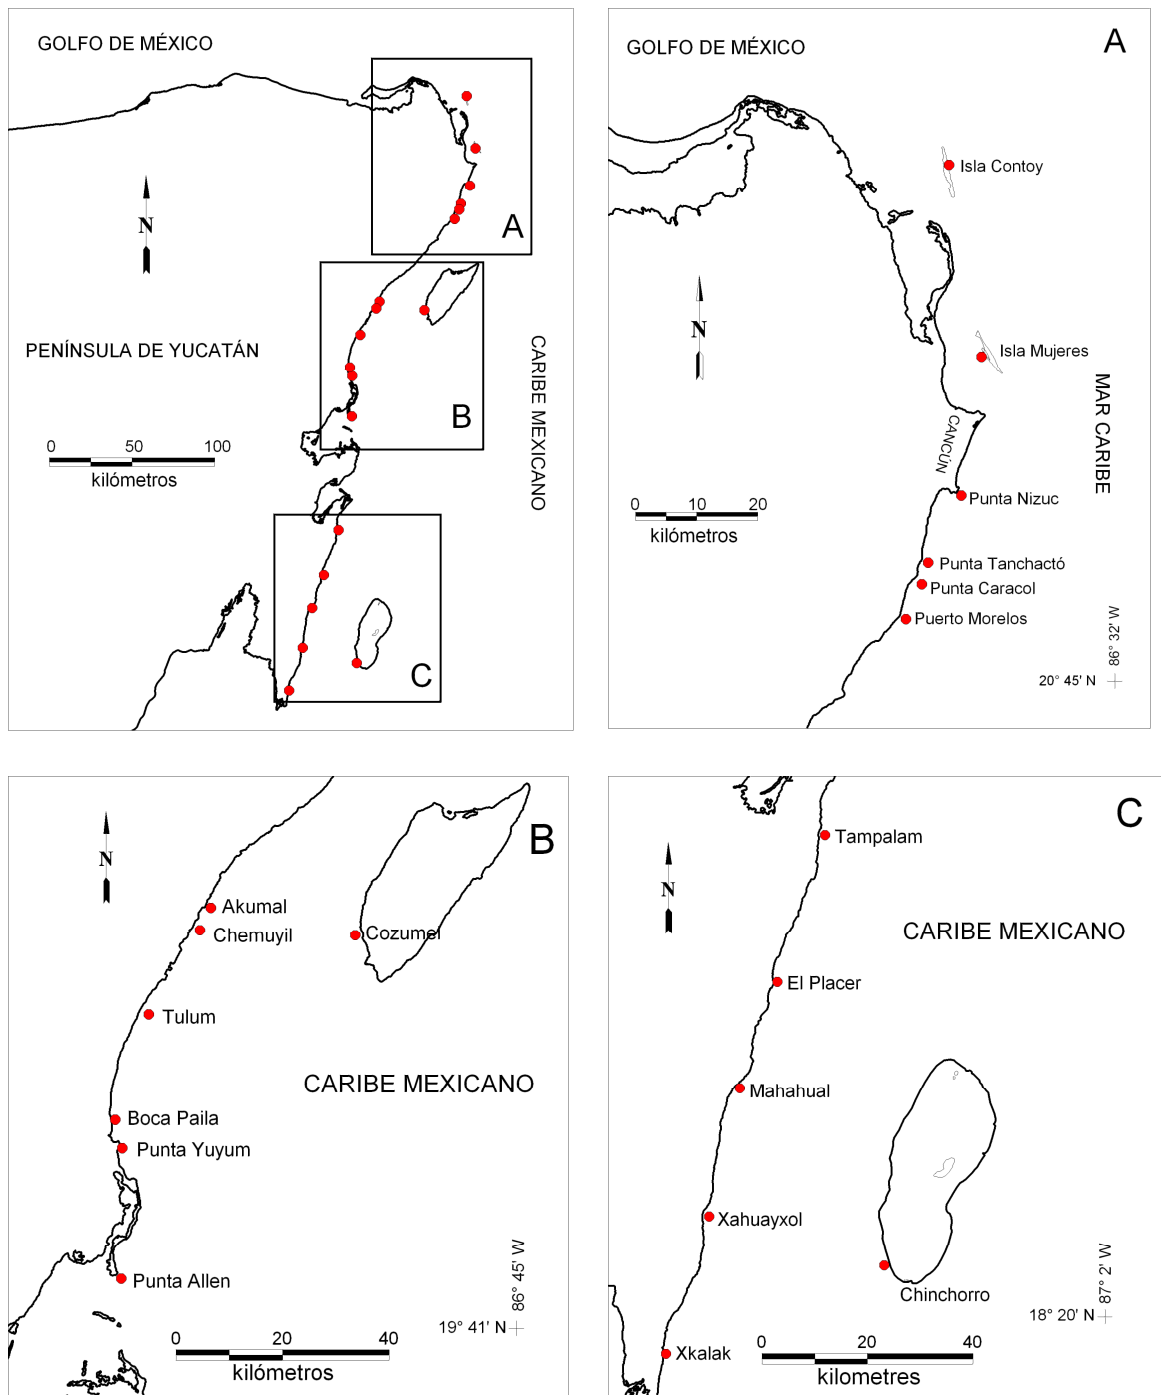 GOLFO DE MÉXICO
N
A
PENÍNSULA DE YUCATÁN
CARIBE MEXICANO
B
0 50 100
kilómetros
C
GOLFO DE MÉXICO
A
Isla Contoy
N
Isla Mujeres
MAR CARIBE
CANCÚN
0 10 20
kilómetros
Punta Nizuc
Punta Tanchactó
Punta Caracol
Puerto Morelos
86° 32' W
20° 45' N
B
N
Akumal
Chemuyil
Cozumel
Tulum
CARIBE MEXICANO
Boca Paila
Punta Yuyum
Punta Allen
86° 45' W
19° 41' N
0 20 40
kilómetros
C
Tampalam
N
CARIBE MEXICANO
El Placer
Mahahual
Xahuayxol
Chinchorro
87° 2' W
18° 20' N
Xkalak
0 20 40
kilometres